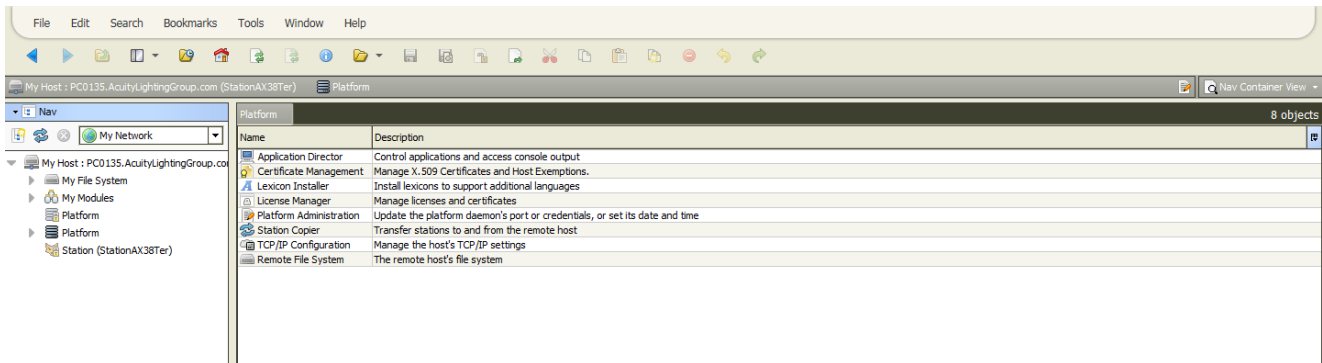 File Edit Search Bookmarks Tools Window Help
My Host : PC0135.AcuityLightingGroup.com (StationAX38Ter) Platform Nav Container View
Nav
My Network
My Host : PC0135.AcuityLightingGroup.co
My File System
My Modules
Platform
Platform
Station (StationAX38Ter)
Platform 8 objects
Name Description
Application Director Control applications and access console output
Certificate Management Manage X.509 Certificates and Host Exemptions.
Lexicon Installer Install lexicons to support additional languages
License Manager Manage licenses and certificates
Platform Administration Update the platform daemon's port or credentials, or set its date and time
Station Copier Transfer stations to and from the remote host
TCP/IP Configuration Manage the host's TCP/IP settings
Remote File System The remote host's file system